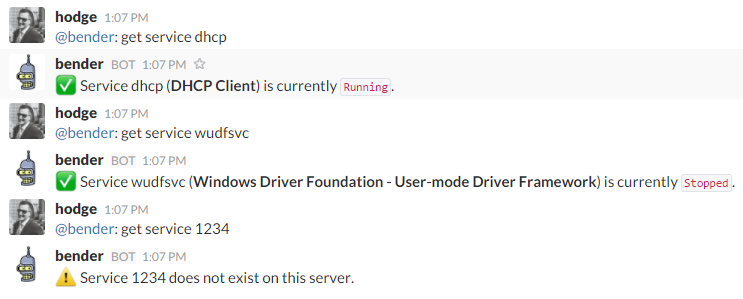 hodge 1:07 PM
@bender: get service dhcp
bender BOT 1:07 PM ☆
✅ Service dhcp (DHCP Client) is currently Running.
hodge 1:07 PM
@bender: get service wudfsvc
bender BOT 1:07 PM
✅ Service wudfsvc (Windows Driver Foundation - User-mode Driver Framework) is currently Stopped.
hodge 1:07 PM
@bender: get service 1234
bender BOT 1:07 PM
⚠️ Service 1234 does not exist on this server.